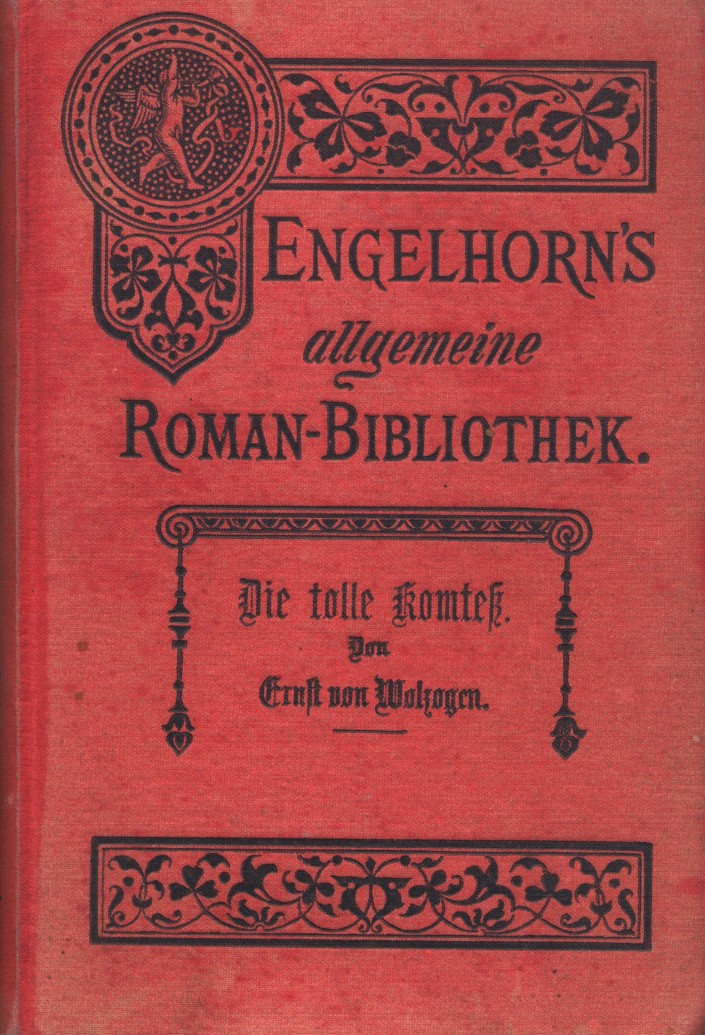 ENGELHORN'S
allgemeine
ROMAN-BIBLIOTHEK.
Die tolle Komteß.
Von
Ernst von Wolzogen.